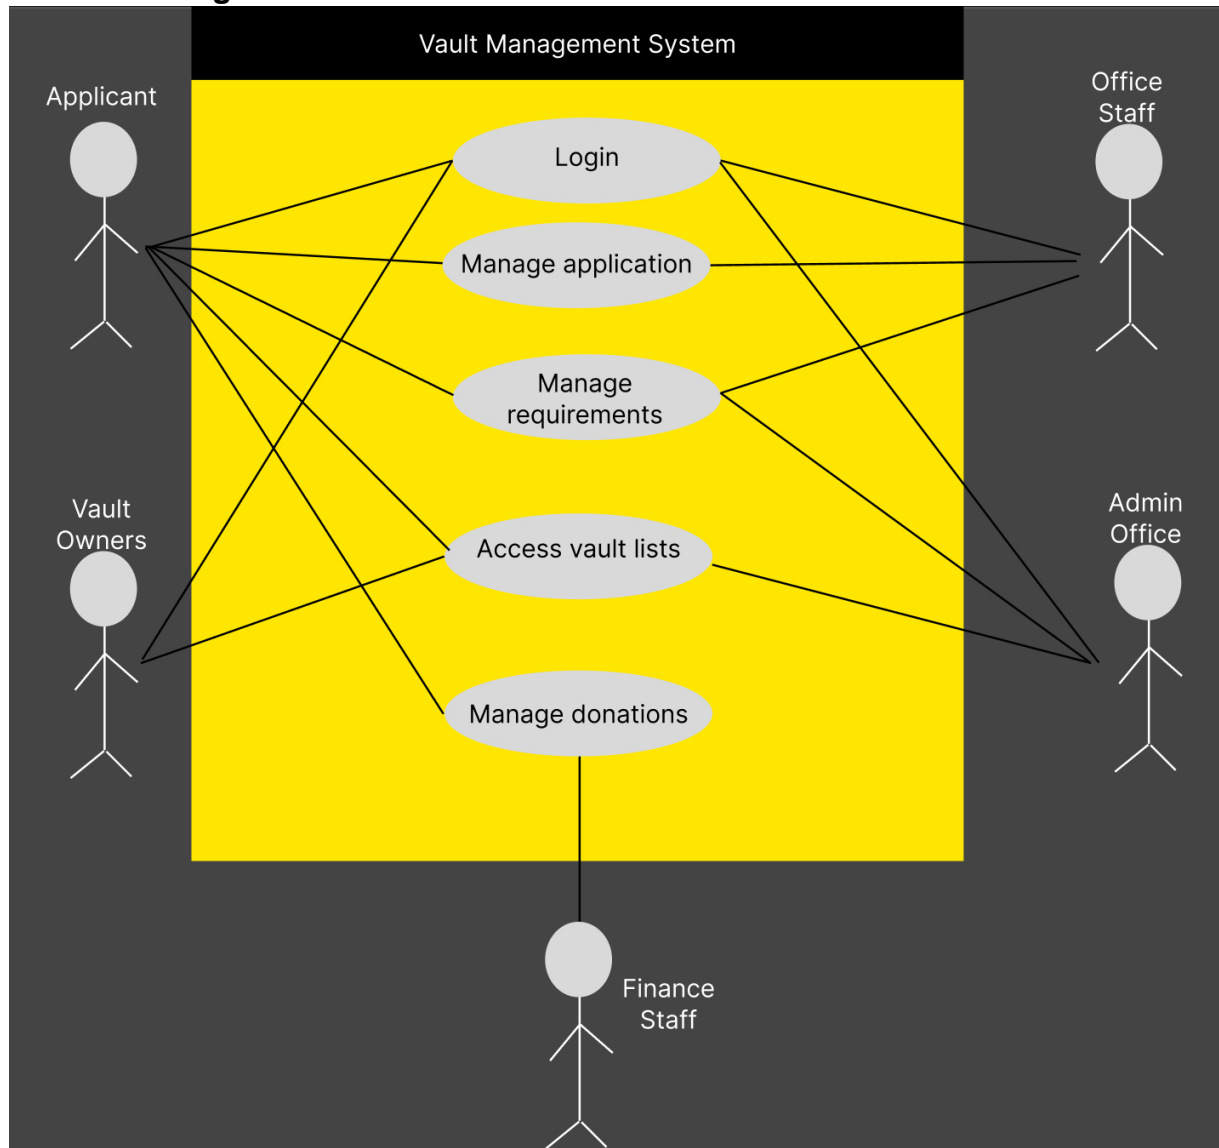 Vault Management System
Applicant
Office
Staff
Login
Manage application
Manage
requirements
Vault
Owners
Admin
Office
Access vault lists
Manage donations
Finance
Staff